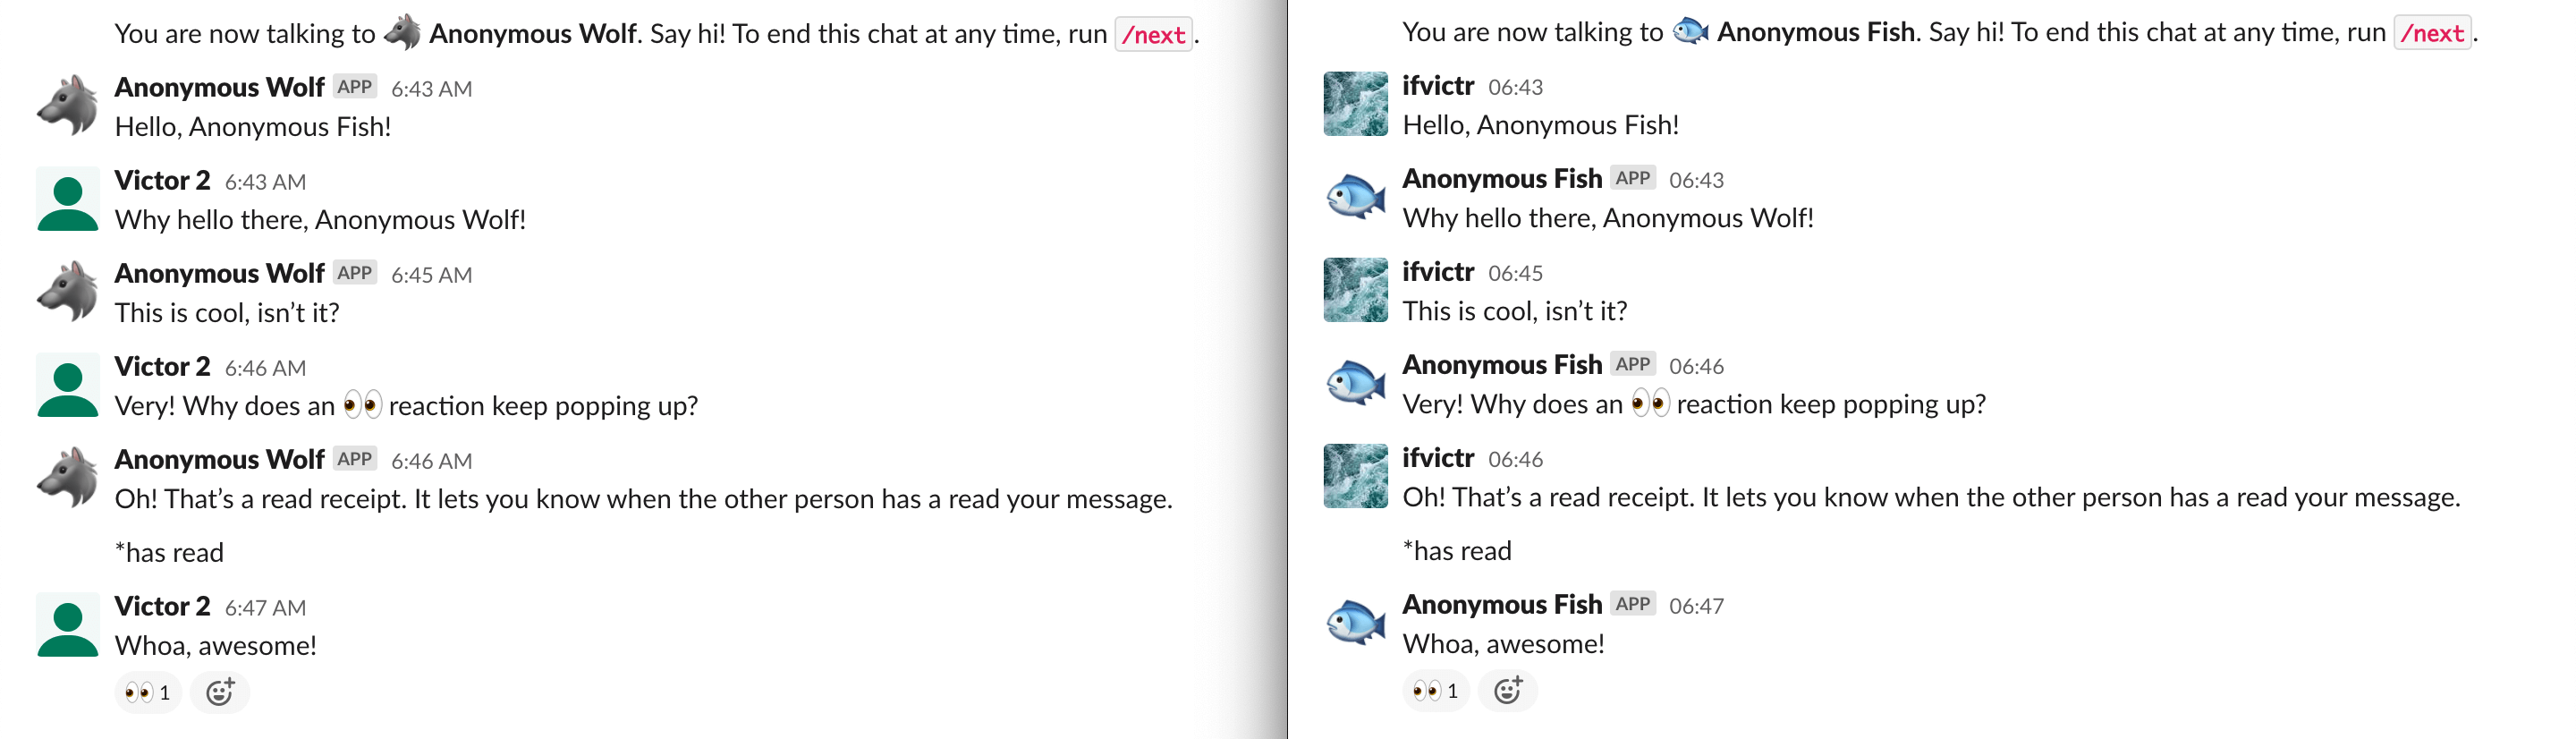 You are now talking to Anonymous Wolf. Say hi! To end this chat at any time, run /next.
Anonymous Wolf APP 6:43 AM
Hello, Anonymous Fish!
Victor 2 6:43 AM
Why hello there, Anonymous Wolf!
Anonymous Wolf APP 6:45 AM
This is cool, isn’t it?
Victor 2 6:46 AM
Very! Why does an 👀 reaction keep popping up?
Anonymous Wolf APP 6:46 AM
Oh! That’s a read receipt. It lets you know when the other person has a read your message.
*has read
Victor 2 6:47 AM
Whoa, awesome!
👀 1
You are now talking to Anonymous Fish. Say hi! To end this chat at any time, run /next.
ifvictr 06:43
Hello, Anonymous Fish!
Anonymous Fish APP 06:43
Why hello there, Anonymous Wolf!
ifvictr 06:45
This is cool, isn’t it?
Anonymous Fish APP 06:46
Very! Why does an 👀 reaction keep popping up?
ifvictr 06:46
Oh! That’s a read receipt. It lets you know when the other person has a read your message.
*has read
Anonymous Fish APP 06:47
Whoa, awesome!
👀 1